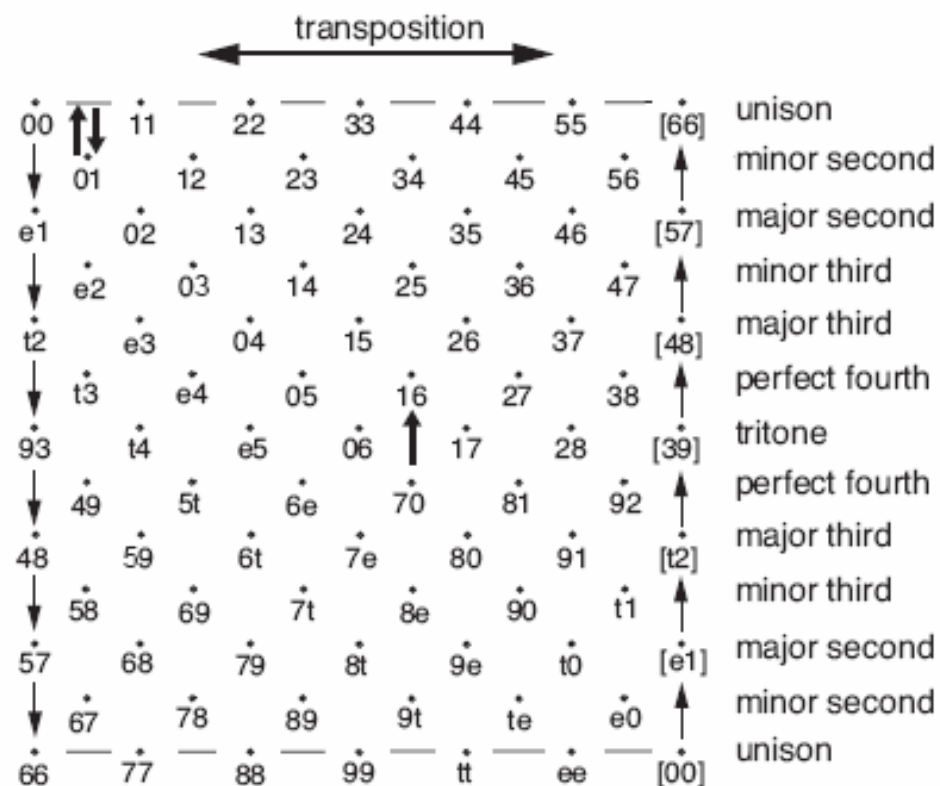 transposition
00 11 22 33 44 55 [66] unison
01 12 23 34 45 56 minor second
e1 02 13 24 35 46 [57] major second
e2 03 14 25 36 47 minor third
t2 e3 04 15 26 37 [48] major third
t3 e4 05 16 27 38 perfect fourth
93 t4 e5 06 17 28 [39] tritone
49 5t 6e 70 81 92 perfect fourth
48 59 6t 7e 80 91 [t2] major third
58 69 7t 8e 90 t1 minor third
57 68 79 8t 9e t0 [e1] major second
67 78 89 9t te e0 minor second
66 77 88 99 tt ee [00] unison